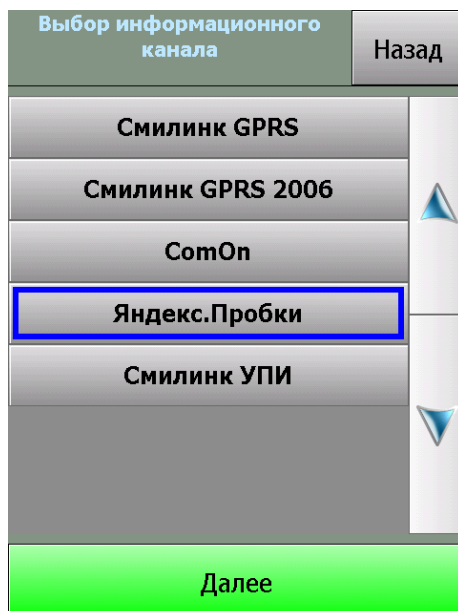 Выбор информационного
канала
Назад
Смилинк GPRS
Смилинк GPRS 2006
ComOn
Яндекс.Пробки
Смилинк УПИ
Далее